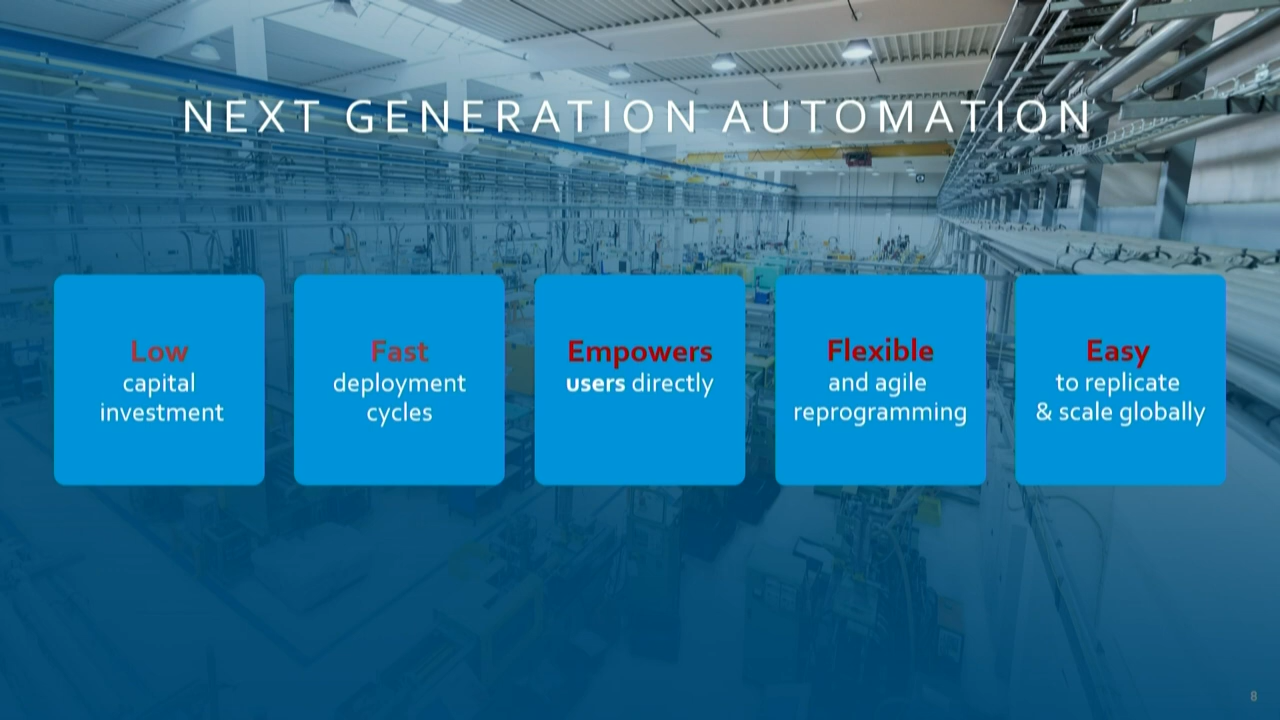 NEXT GENERATION AUTOMATION
Low
capital
investment
Fast
deployment
cycles
Empowers
users directly
Flexible
and agile
reprogramming
Easy
to replicate
& scale globally
8